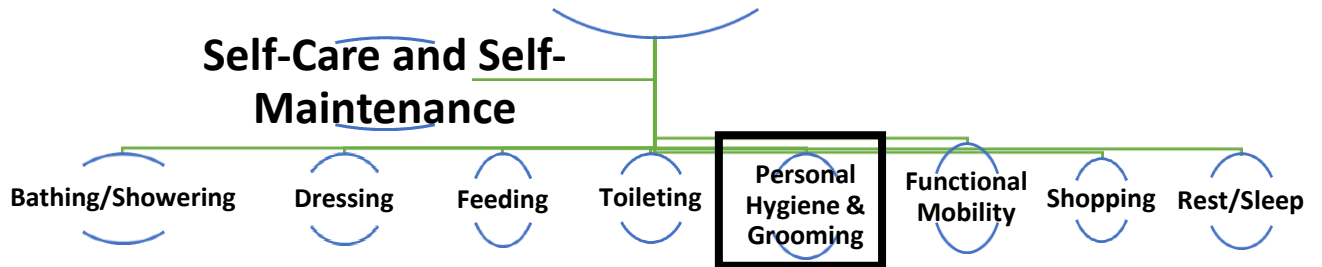 Self-Care and Self-
Maintenance
Bathing/Showering
Dressing
Feeding
Toileting
Personal
Hygiene &
Grooming
Functional
Mobility
Shopping
Rest/Sleep